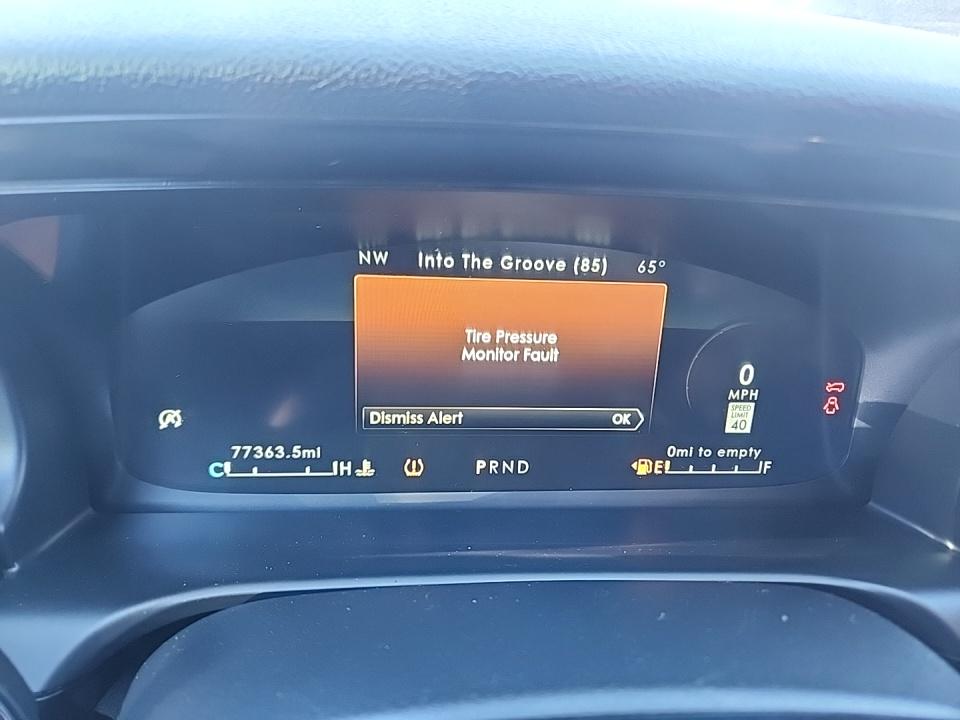 NW Into The Groove (85) 65°
Tire Pressure
Monitor Fault
Dismiss Alert OK
0
MPH
SPEED
LIMIT
40
77363.5mi
0mi to empty
C H
PRND
E F